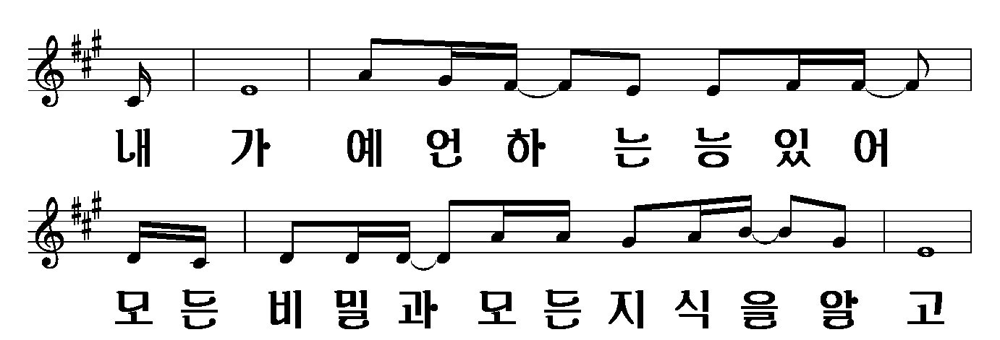 내 가 예 언 하 는 능 있 어
모 든 비 밀 과 모 든 지 식 을 알 고